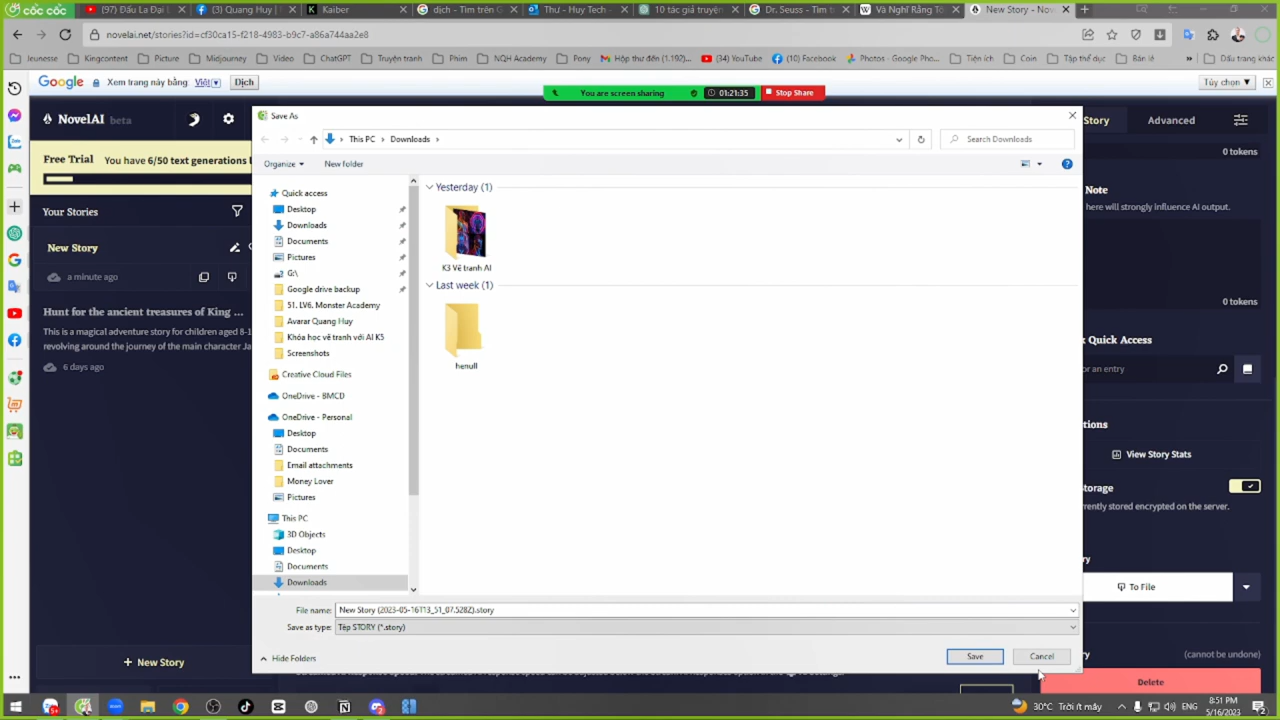 cốc cốc
(97) Đấu La Đại l
(3) Quang Huy |
Kaiber
dịch - Tìm trên G
Thư – Huy Tech -
10 tác giả truyện
Dr. Seuss - Tìm t
Và Nghĩ Rằng Tô
New Story - Nove
novelai.net/stories?id=cf30ca15-f218-4983-b9c7-a86a744aa2e8
Jeunesse
Kingcontent
Picture
Midjourney
Video
ChatGPT
Truyện tranh
Phim
NQH Academy
Pony
Hộp thư đến (1.192)...
(34) YouTube
(10) Facebook
Photos - Google Pho...
Tiện ích
Coin
Tập thể dục
Bán lẻ
Dấu trang khác
Google
Xem trang này bằng:
Việt
Dịch
Tùy chọn ▼
You are screen sharing
01:21:35
Stop Share
NovelAI beta
Save As
Story
Advanced
This PC
Downloads
Search Downloads
0 tokens
Free Trial
You have 6/50 text generations
Organize
New folder
Note
here will strongly influence AI output.
Your Stories
New Story
a minute ago
Hunt for the ancient treasures of King ...
This is a magical adventure story for children aged 8-1
revolving around the journey of the main character Ja
6 days ago
Quick access
Desktop
Downloads
Documents
Pictures
G:\
Google drive backup
51. LV6. Monster Academy
Avarar Quang Huy
Khóa học vẽ tranh với AI K5
Screenshots
Creative Cloud Files
OneDrive - BMCD
OneDrive - Personal
Desktop
Documents
Email attachments
Money Lover
Pictures
This PC
3D Objects
Desktop
Documents
Downloads
Yesterday (1)
K3 Vẽ tranh AI
Last week (1)
henull
0 tokens
k Quick Access
or an entry
tions
View Story Stats
Storage
rently stored encrypted on the server.
ry
To File
File name:
New Story (2023-05-16T13_51_07.528Z).story
Save as type:
Tệp STORY (*.story)
Hide Folders
Save
Cancel
+ New Story
ry
(cannot be undone)
Delete
30°C Trời ít mây
ENG
8:51 PM
5/16/2023
2